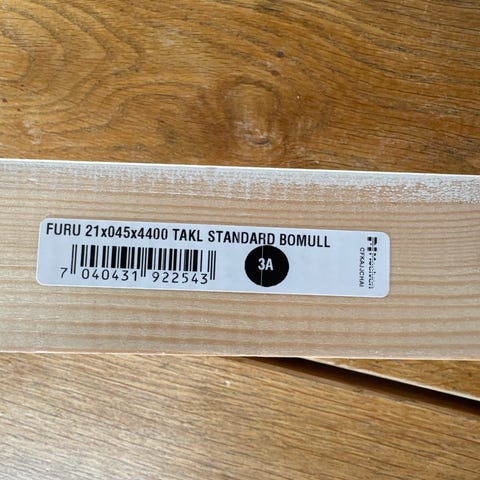 FURU 21x045x4400 TAKL STANDARD BOMULL
7 040431 922543
3A